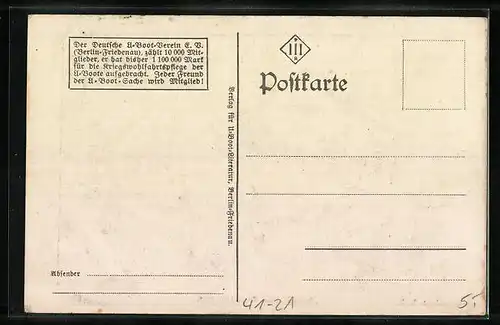 Der Deutsche U-Boot-Verein E. V.
(Berlin-Friedenau), zählt 10 000 Mit-
glieder, er hat bisher 1 100 000 Mark
für die Kriegswohlfahrtspflege der
U-Boote aufgebracht. Jeder Freund
der U-Boot-Sache wird Mitglied!
III
Postkarte
Verlag für U-Boot-Literatur, Berlin-Friedenau.
Absender
41-21
5.-